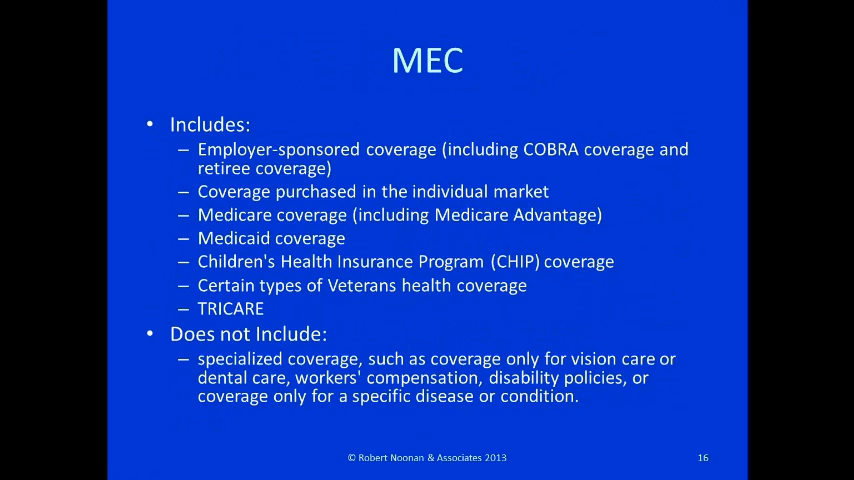 MEC
• Includes:
– Employer-sponsored coverage (including COBRA coverage and
retiree coverage)
– Coverage purchased in the individual market
– Medicare coverage (including Medicare Advantage)
– Medicaid coverage
– Children's Health Insurance Program (CHIP) coverage
– Certain types of Veterans health coverage
– TRICARE
• Does not Include:
– specialized coverage, such as coverage only for vision care or
dental care, workers' compensation, disability policies, or
coverage only for a specific disease or condition.
© Robert Noonan & Associates 2013
16